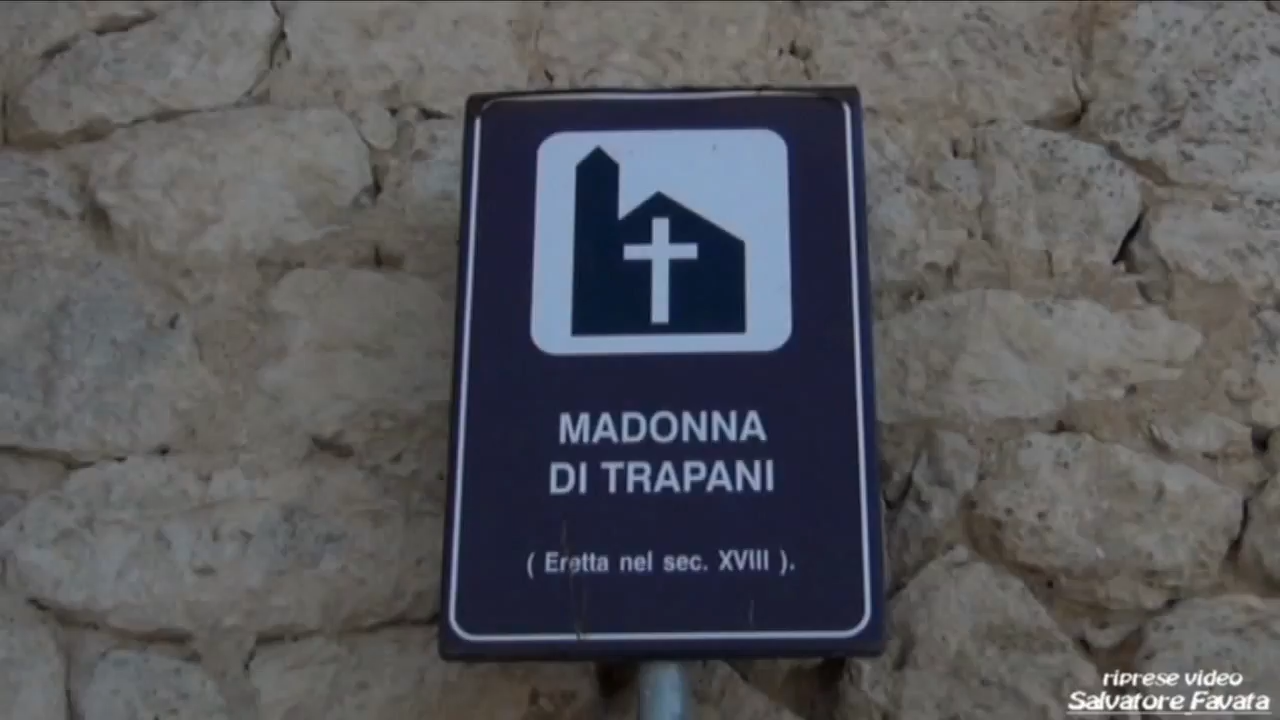 MADONNA
DI TRAPANI
( Eretta nel sec. XVIII ).
riprese video
Salvatore Favata